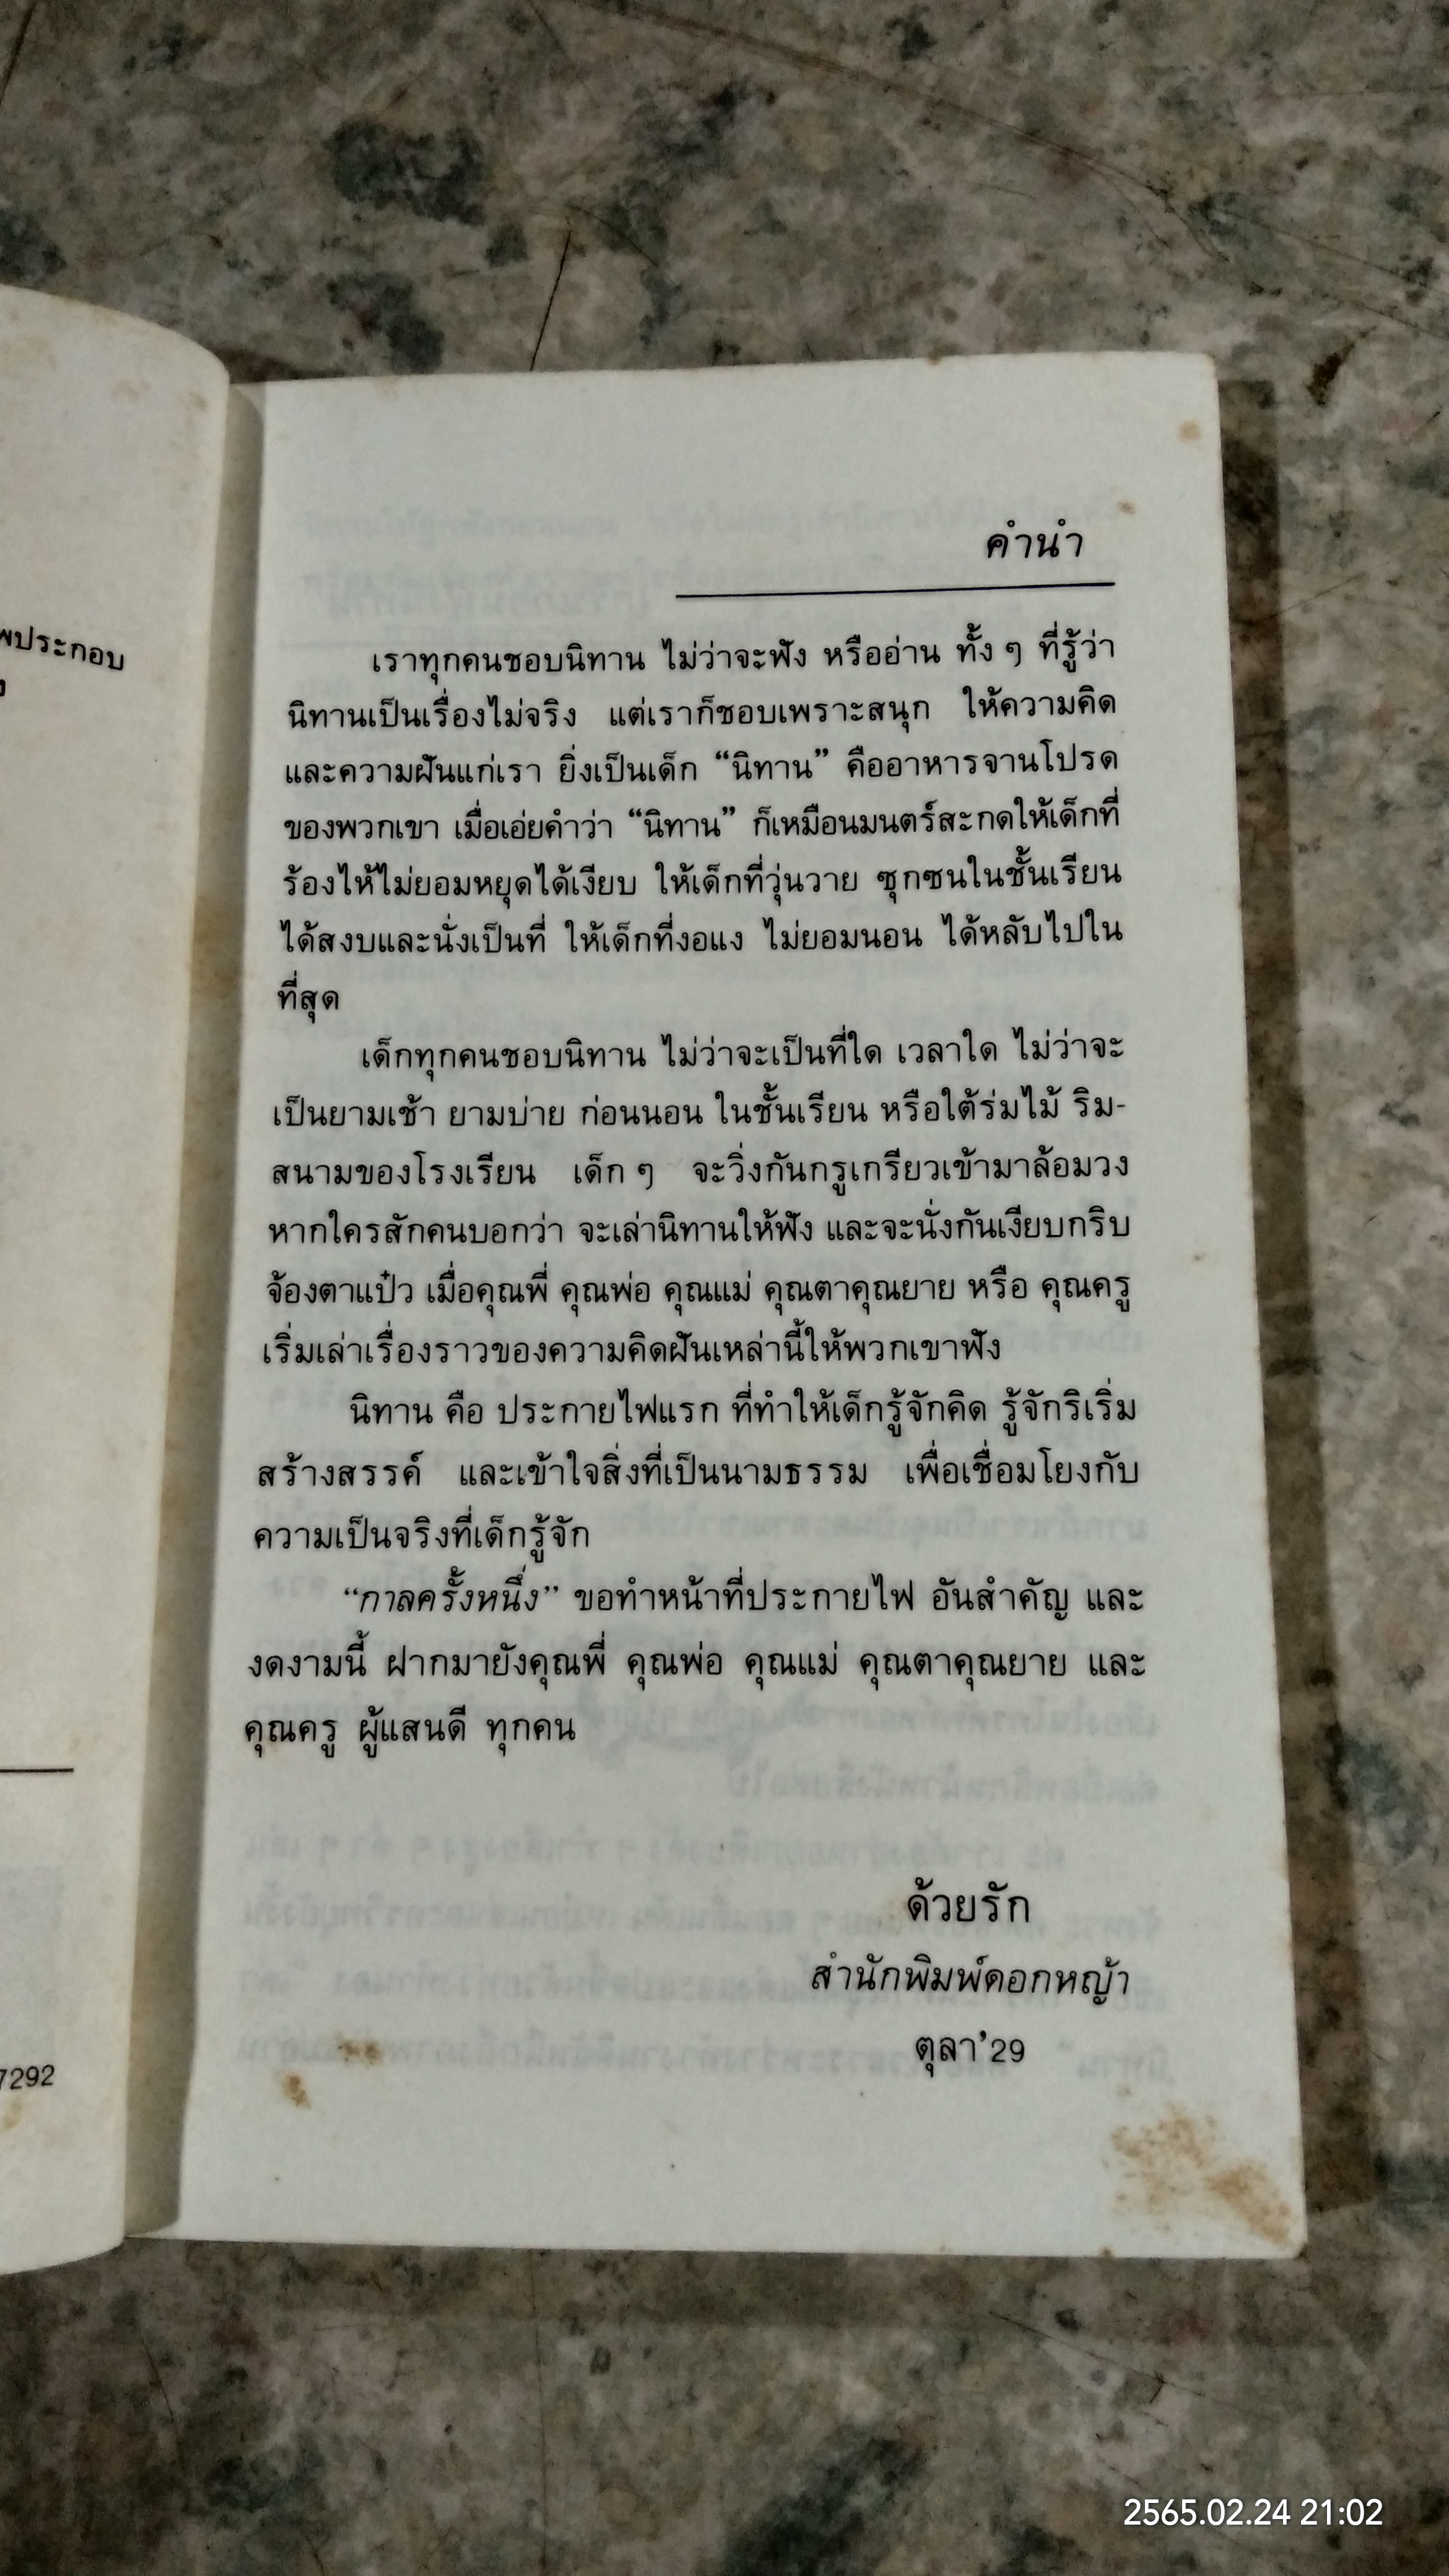 พประกอบ
7292
คำนำ
เราทุกคนชอบนิทาน ไม่ว่าจะฟัง หรืออ่าน ทั้ง ๆ ที่รู้ว่า
นิทานเป็นเรื่องไม่จริง แต่เราก็ชอบเพราะสนุก ให้ความคิด
และความฝันแก่เรา ยิ่งเป็นเด็ก “นิทาน” คืออาหารจานโปรด
ของพวกเขา เมื่อเอ่ยคำว่า “นิทาน” ก็เหมือนมนตร์สะกดให้เด็กที่
ร้องไห้ไม่ยอมหยุดได้เงียบ ให้เด็กที่วุ่นวาย ซุกซนในชั้นเรียน
ได้สงบและนั่งเป็นที่ ให้เด็กที่งอแง ไม่ยอมนอน ได้หลับไปใน
ที่สุด
เด็กทุกคนชอบนิทาน ไม่ว่าจะเป็นที่ใด เวลาใด ไม่ว่าจะ
เป็นยามเช้า ยามบ่าย ก่อนนอน ในชั้นเรียน หรือใต้ร่มไม้ ริม-
สนามของโรงเรียน เด็ก ๆ จะวิ่งกันกรูเกรียวเข้ามาล้อมวง
หากใครสักคนบอกว่า จะเล่านิทานให้ฟัง และจะนั่งกันเงียบกริบ
จ้องตาแป๋ว เมื่อคุณพี่ คุณพ่อ คุณแม่ คุณตาคุณยาย หรือ คุณครู
เริ่มเล่าเรื่องราวของความคิดฝันเหล่านี้ให้พวกเขาฟัง
นิทาน คือ ประกายไฟแรก ที่ทำให้เด็กรู้จักคิด รู้จักริเริ่ม
สร้างสรรค์ และเข้าใจสิ่งที่เป็นนามธรรม เพื่อเชื่อมโยงกับ
ความเป็นจริงที่เด็กรู้จัก
“กาลครั้งหนึ่ง” ขอทำหน้าที่ประกายไฟ อันสำคัญ และ
งดงามนี้ ฝากมายังคุณพี่ คุณพ่อ คุณแม่ คุณตาคุณยาย และ
คุณครู ผู้แสนดี ทุกคน
ด้วยรัก
สำนักพิมพ์ดอกหญ้า
ตุลา’29
2565.02.24 21:02